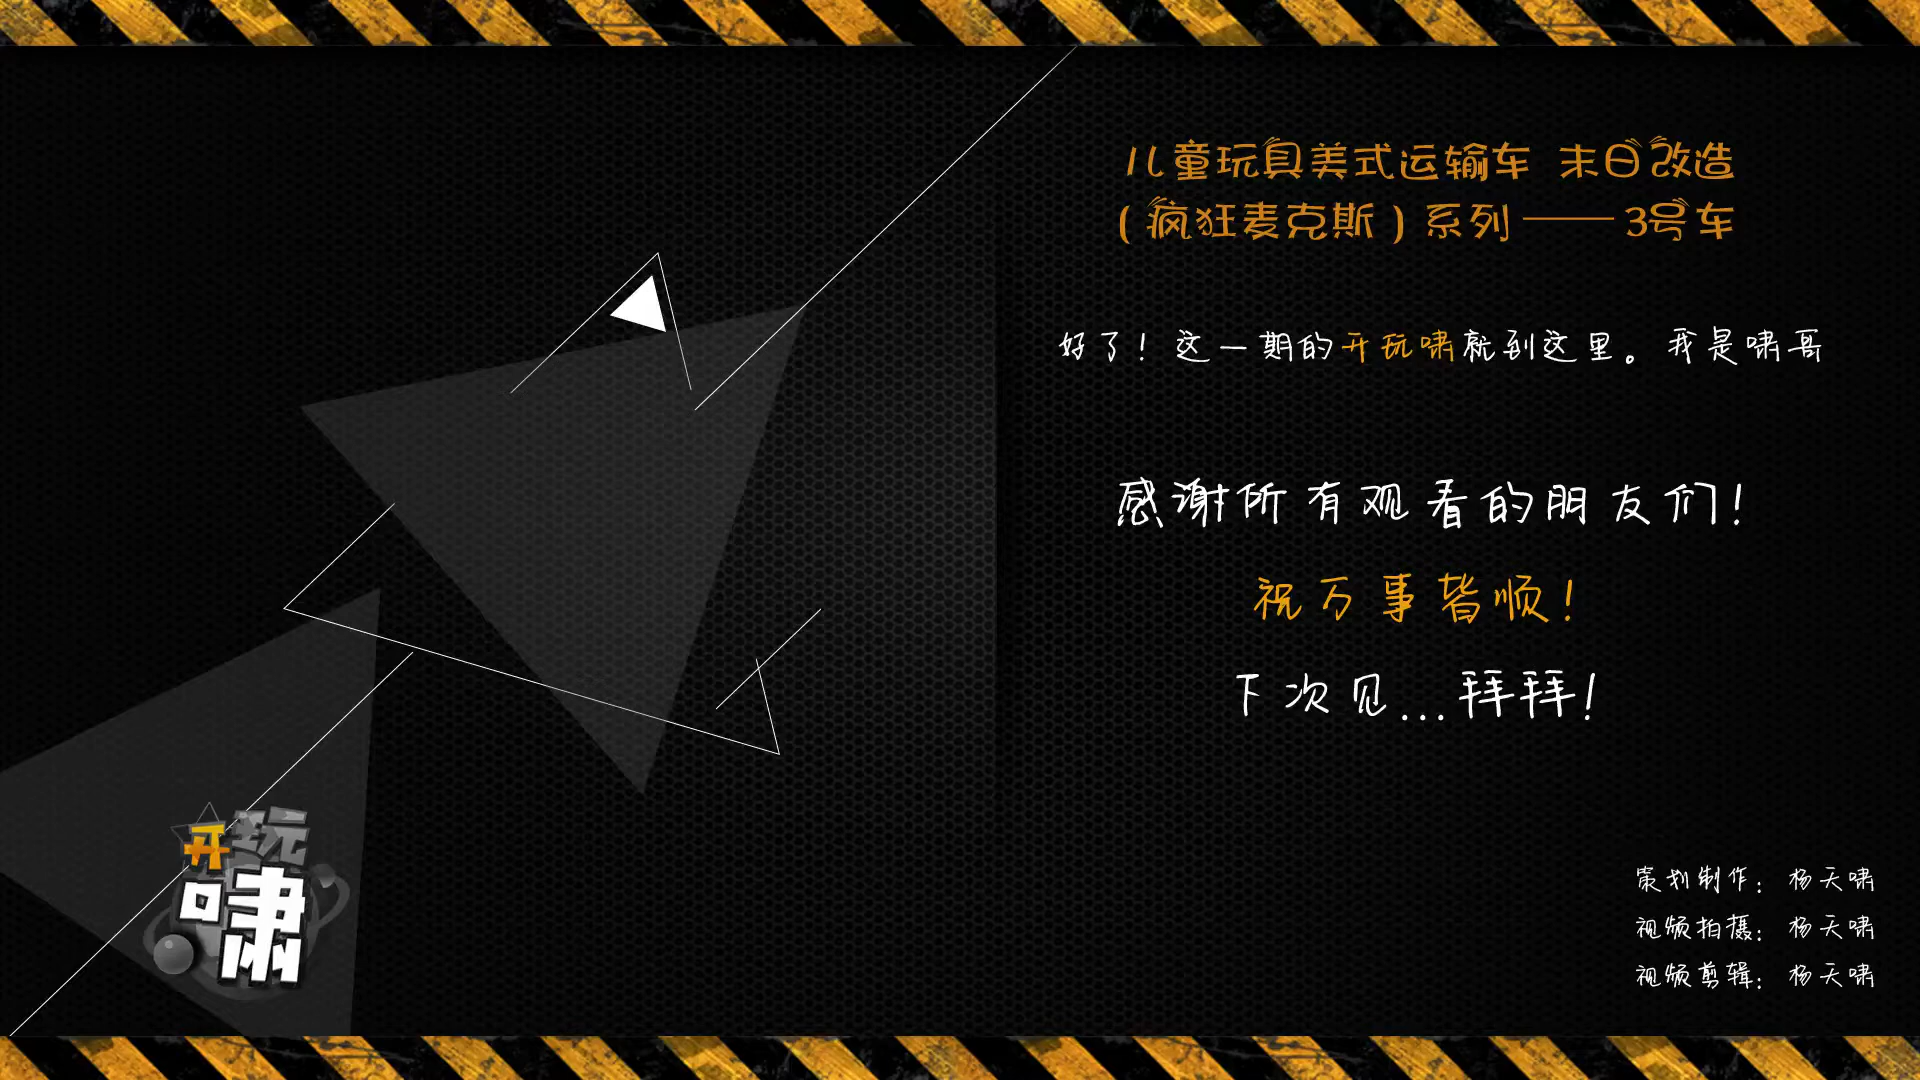 儿童玩具美式运输车 末日改造
(疯狂麦克斯)系列——3号车
好了！这一期的开玩啸就到这里。我是啸哥
感谢所有观看的朋友们！
祝万事皆顺！
下次见...拜拜！
开玩
啸
策划制作：杨天啸
视频拍摄：杨天啸
视频剪辑：杨天啸